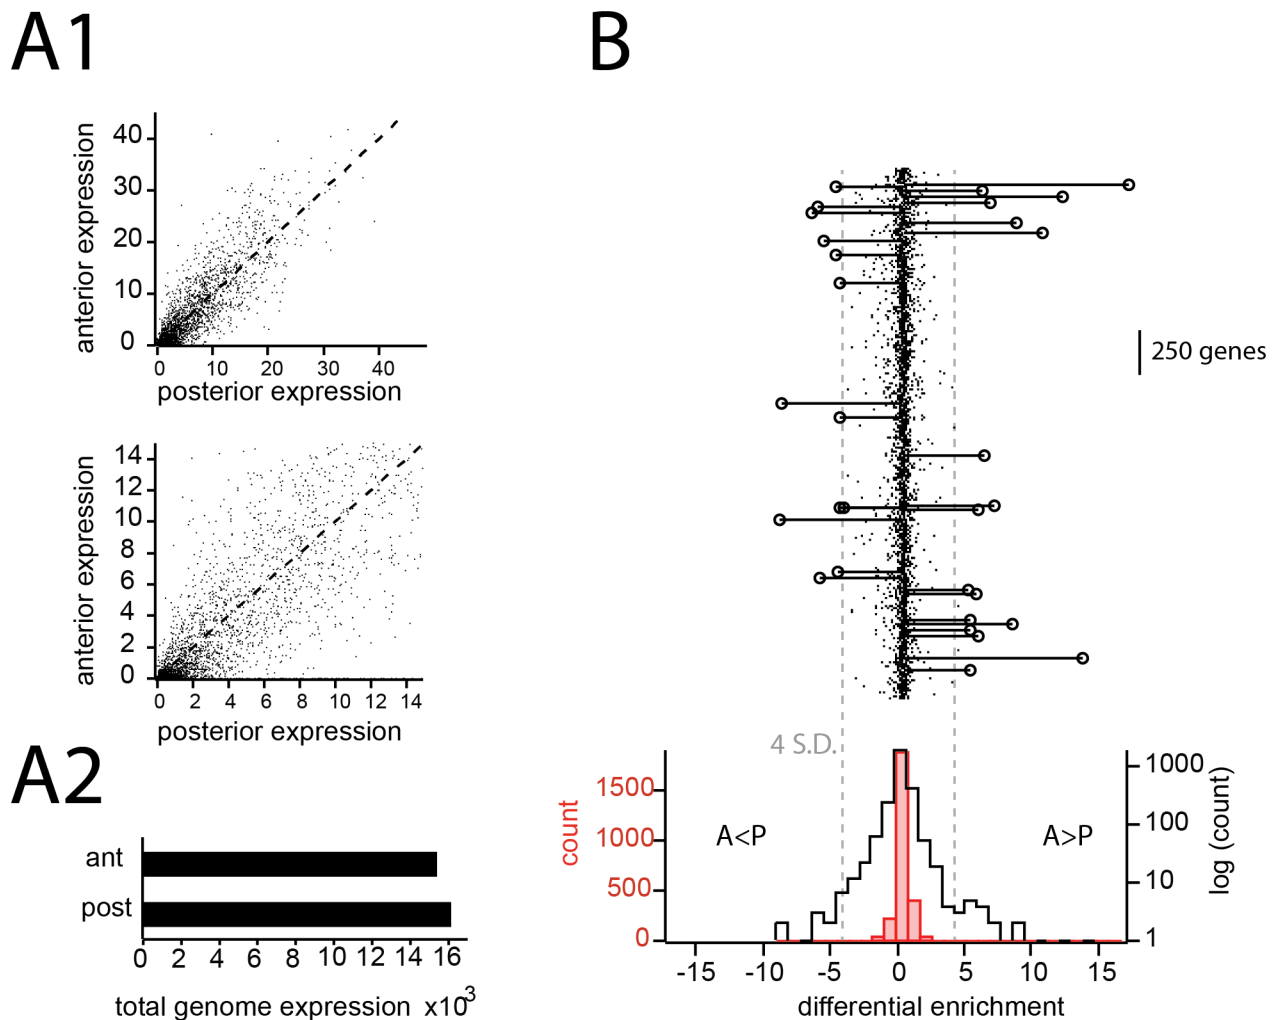 A1
40
30
20
10
0
anterior expression
0 10 20 30 40
posterior expression
14
12
10
8
6
4
2
0
anterior expression
0 2 4 6 8 10 12 14
posterior expression
A2
ant
post
0 2 4 6 8 10 12 14 16
total genome expression x10³
B
250 genes
4 S.D.
1500
1000
500
0
count
A<P
A>P
1000
100
10
1
log (count)
-15 -10 -5 0 5 10 15
differential enrichment